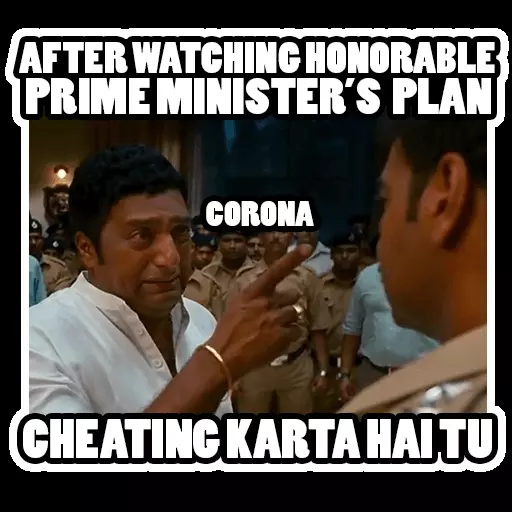 AFTER WATCHING HONORABLE
PRIME MINISTER'S PLAN
CORONA
CHEATING KARTA HAI TU